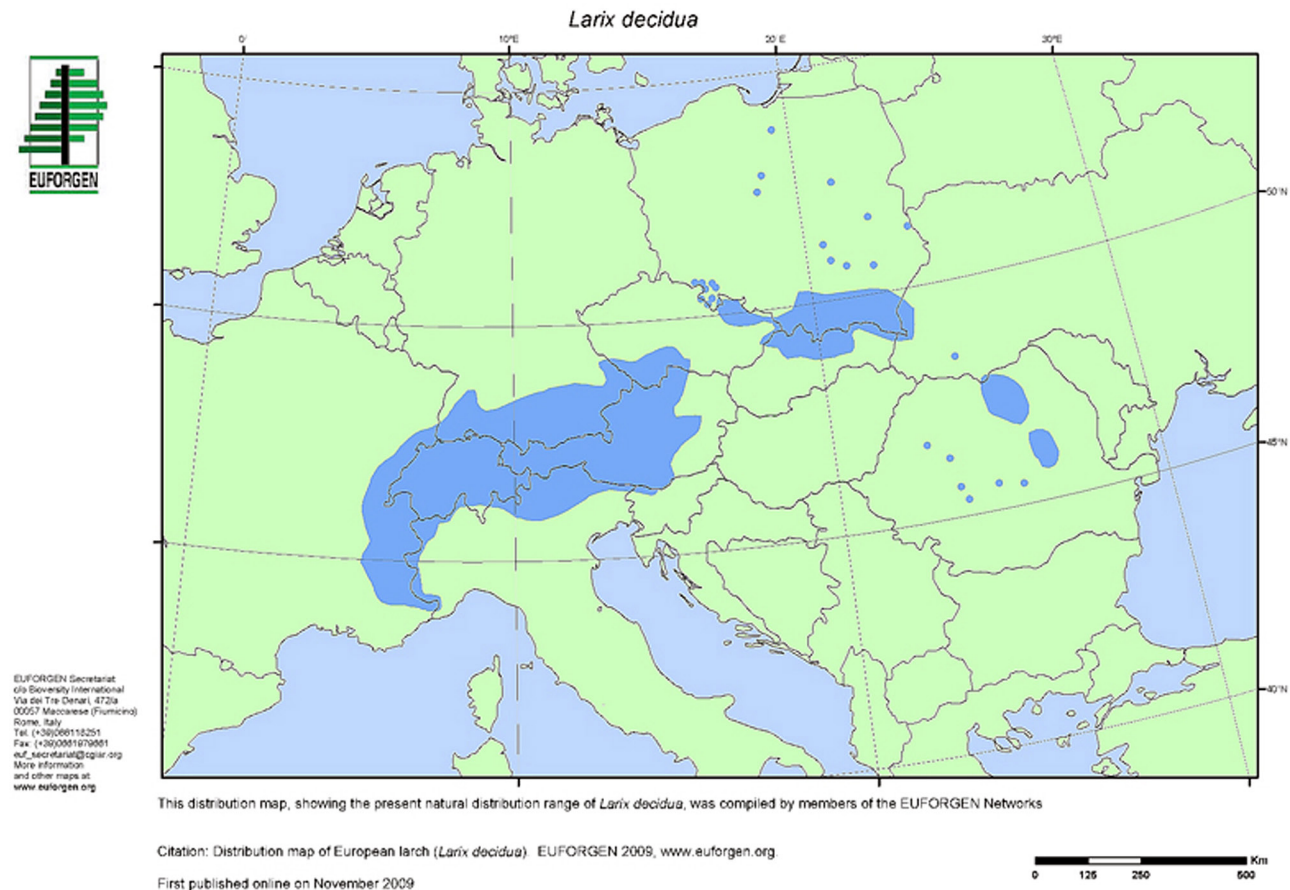 Larix decidua
0°
10°E
20°E
30°E
EUFORGEN
50°N
45°N
40°N
EUFORGEN Secretariat
c/o Bioversity International
Via dei Tre Denari, 472/a
00057 Maccarese (Fiumicino)
Rome, Italy
Tel. (+39)066118251
Fax: (+39)0661979661
euf_secretariat@cgiar.org
More information
and other maps at:
www.euforgen.org
This distribution map, showing the present natural distribution range of Larix decidua, was compiled by members of the EUFORGEN Networks
Citation: Distribution map of European larch (Larix decidua). EUFORGEN 2009, www.euforgen.org.
First published online on November 2009
Km
0 125 250 500